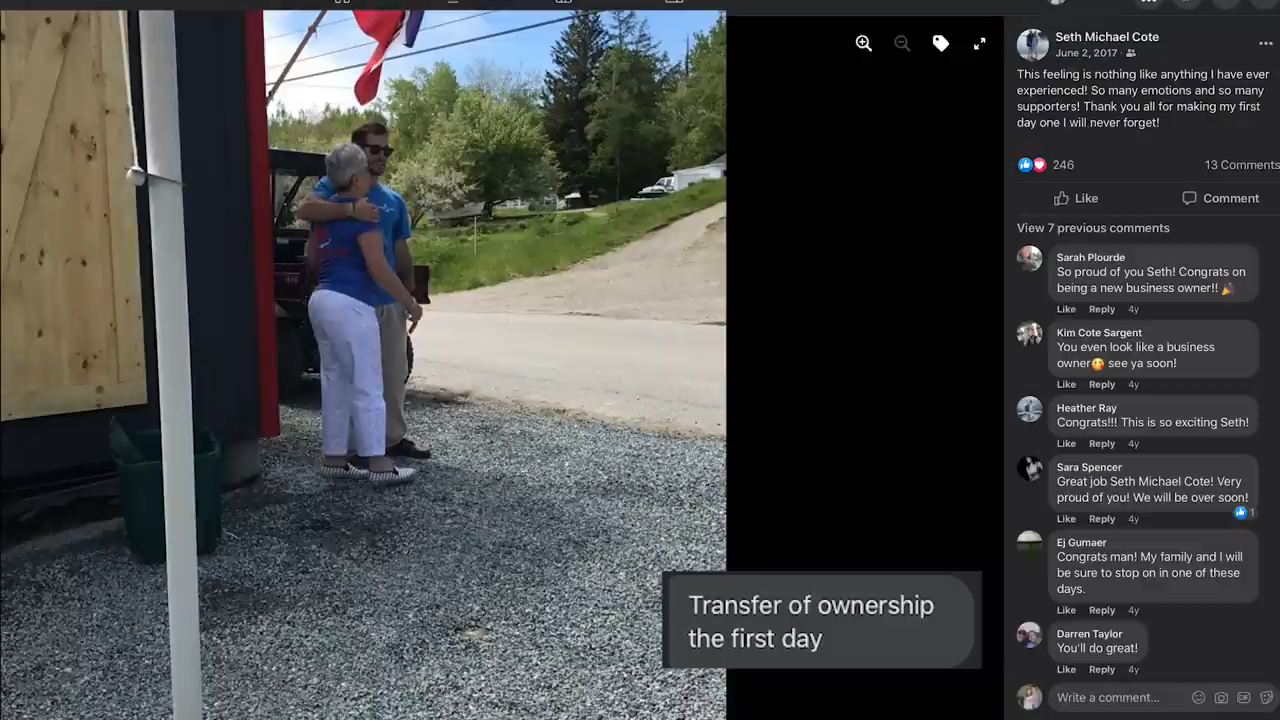 Seth Michael Cote
June 2, 2017 ·
This feeling is nothing like anything I have ever
experienced! So many emotions and so many
supporters! Thank you all for making my first
day one I will never forget!
246
13 Comments
Like
Comment
View 7 previous comments
Sarah Plourde
So proud of you Seth! Congrats on
being a new business owner!! 🎉
Like Reply 4y
Kim Cote Sargent
You even look like a business
owner🥰 see ya soon!
Like Reply 4y
Heather Ray
Congrats!!! This is so exciting Seth!
Like Reply 4y
Sara Spencer
Great job Seth Michael Cote! Very
proud of you! We will be over soon!
1
Like Reply 4y
Ej Gumaer
Congrats man! My family and I will
be sure to stop on in one of these
days.
Like Reply 4y
Darren Taylor
You'll do great!
Like Reply 4y
Write a comment...
Transfer of ownership
the first day